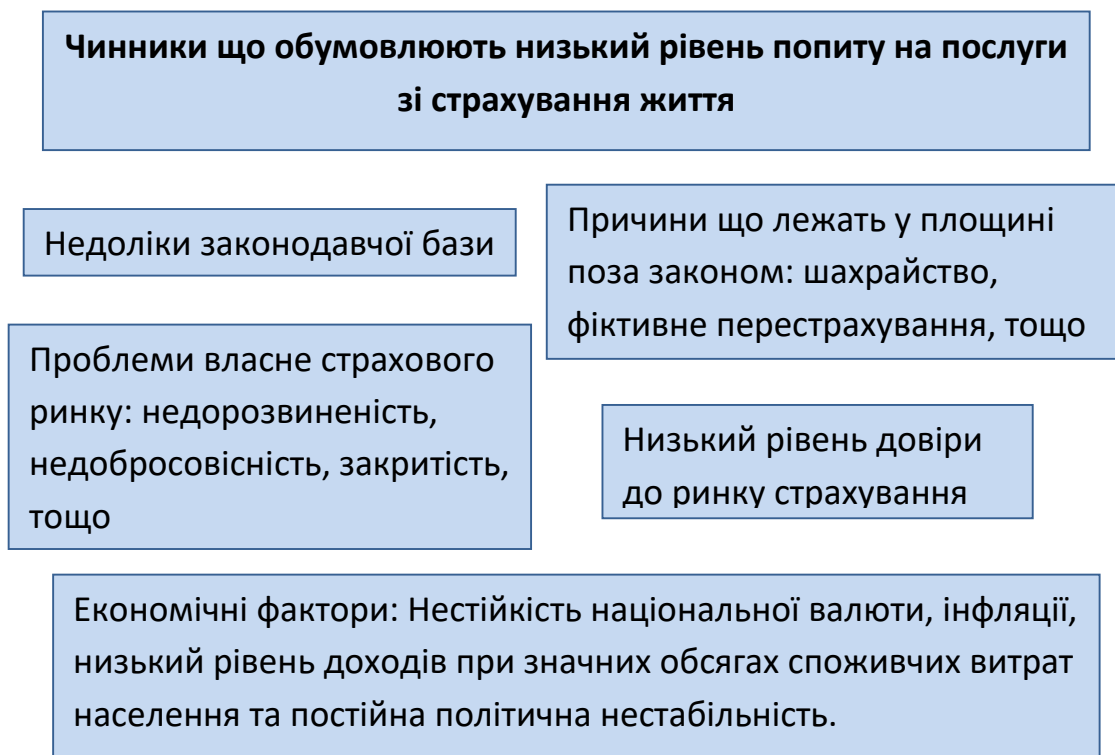 Чинники що обумовлюють низький рівень попиту на послуги
зі страхування життя
Недоліки законодавчої бази
Причини що лежать у площині
поза законом: шахрайство,
фіктивне перестрахування, тощо
Проблеми власне страхового
ринку: недорозвиненість,
недобросовісність, закритість,
тощо
Низький рівень довіри
до ринку страхування
Економічні фактори: Нестійкість національної валюти, інфляції,
низький рівень доходів при значних обсягах споживчих витрат
населення та постійна політична нестабільність.